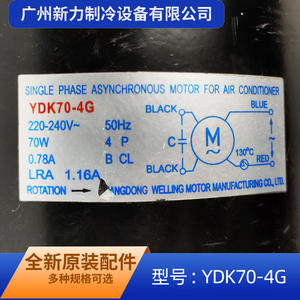 广州新力制冷设备有限公司
SINGLE PHASE ASYNCHRONOUS MOTOR FOR AIR CONDITIONER
YDK70-4G
220-240V~ 50Hz
70W 4 P
0.78A B CL
LRA 1.16A
ROTATION → ANGDONG WELLING MOTOR MANUFACTURING CO.,LTD.
BLACK
BLUE
C
M
~
130℃
BLACK
RED
全新原装配件
多种规格可选
型号：YDK70-4G